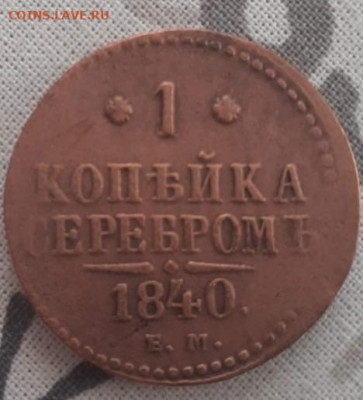 COINS.LAVE.RU
* 1 *
КОПѢЙКА
СЕРЕБРОМЪ
1840.
Е. М.